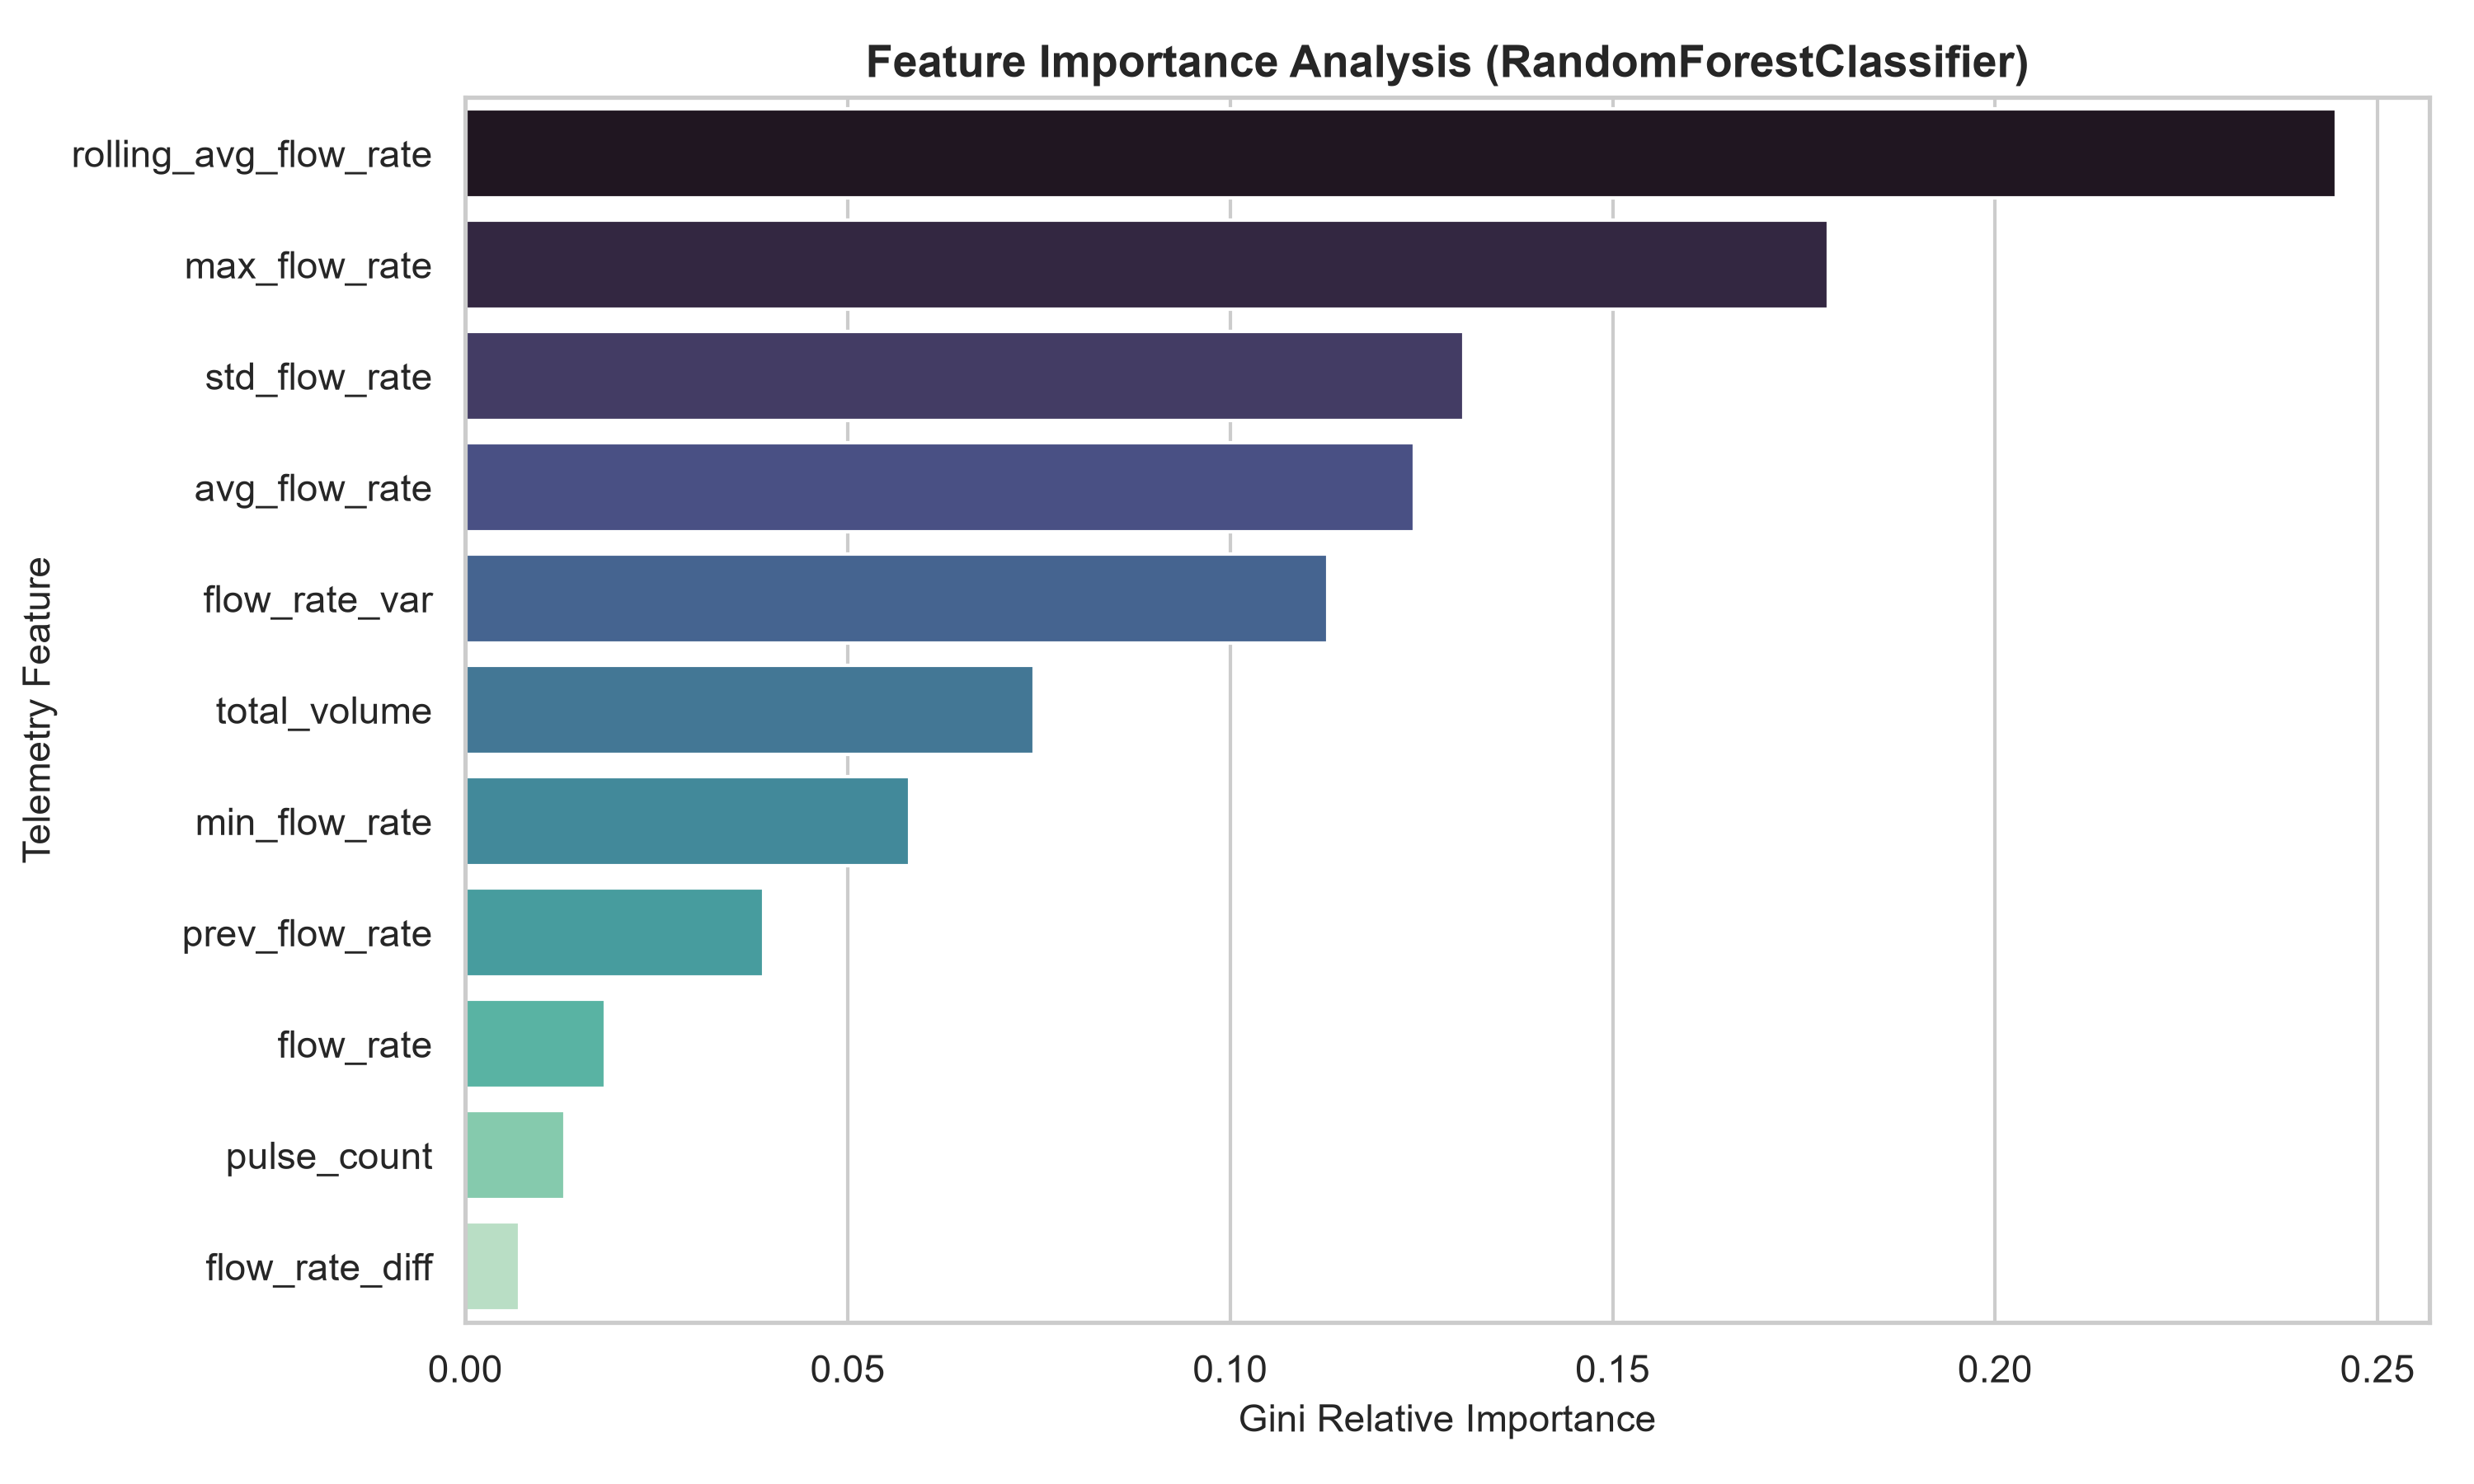 Feature Importance Analysis (RandomForestClassifier)
Telemetry Feature
rolling_avg_flow_rate
max_flow_rate
std_flow_rate
avg_flow_rate
flow_rate_var
total_volume
min_flow_rate
prev_flow_rate
flow_rate
pulse_count
flow_rate_diff
0.00 0.05 0.10 0.15 0.20 0.25
Gini Relative Importance